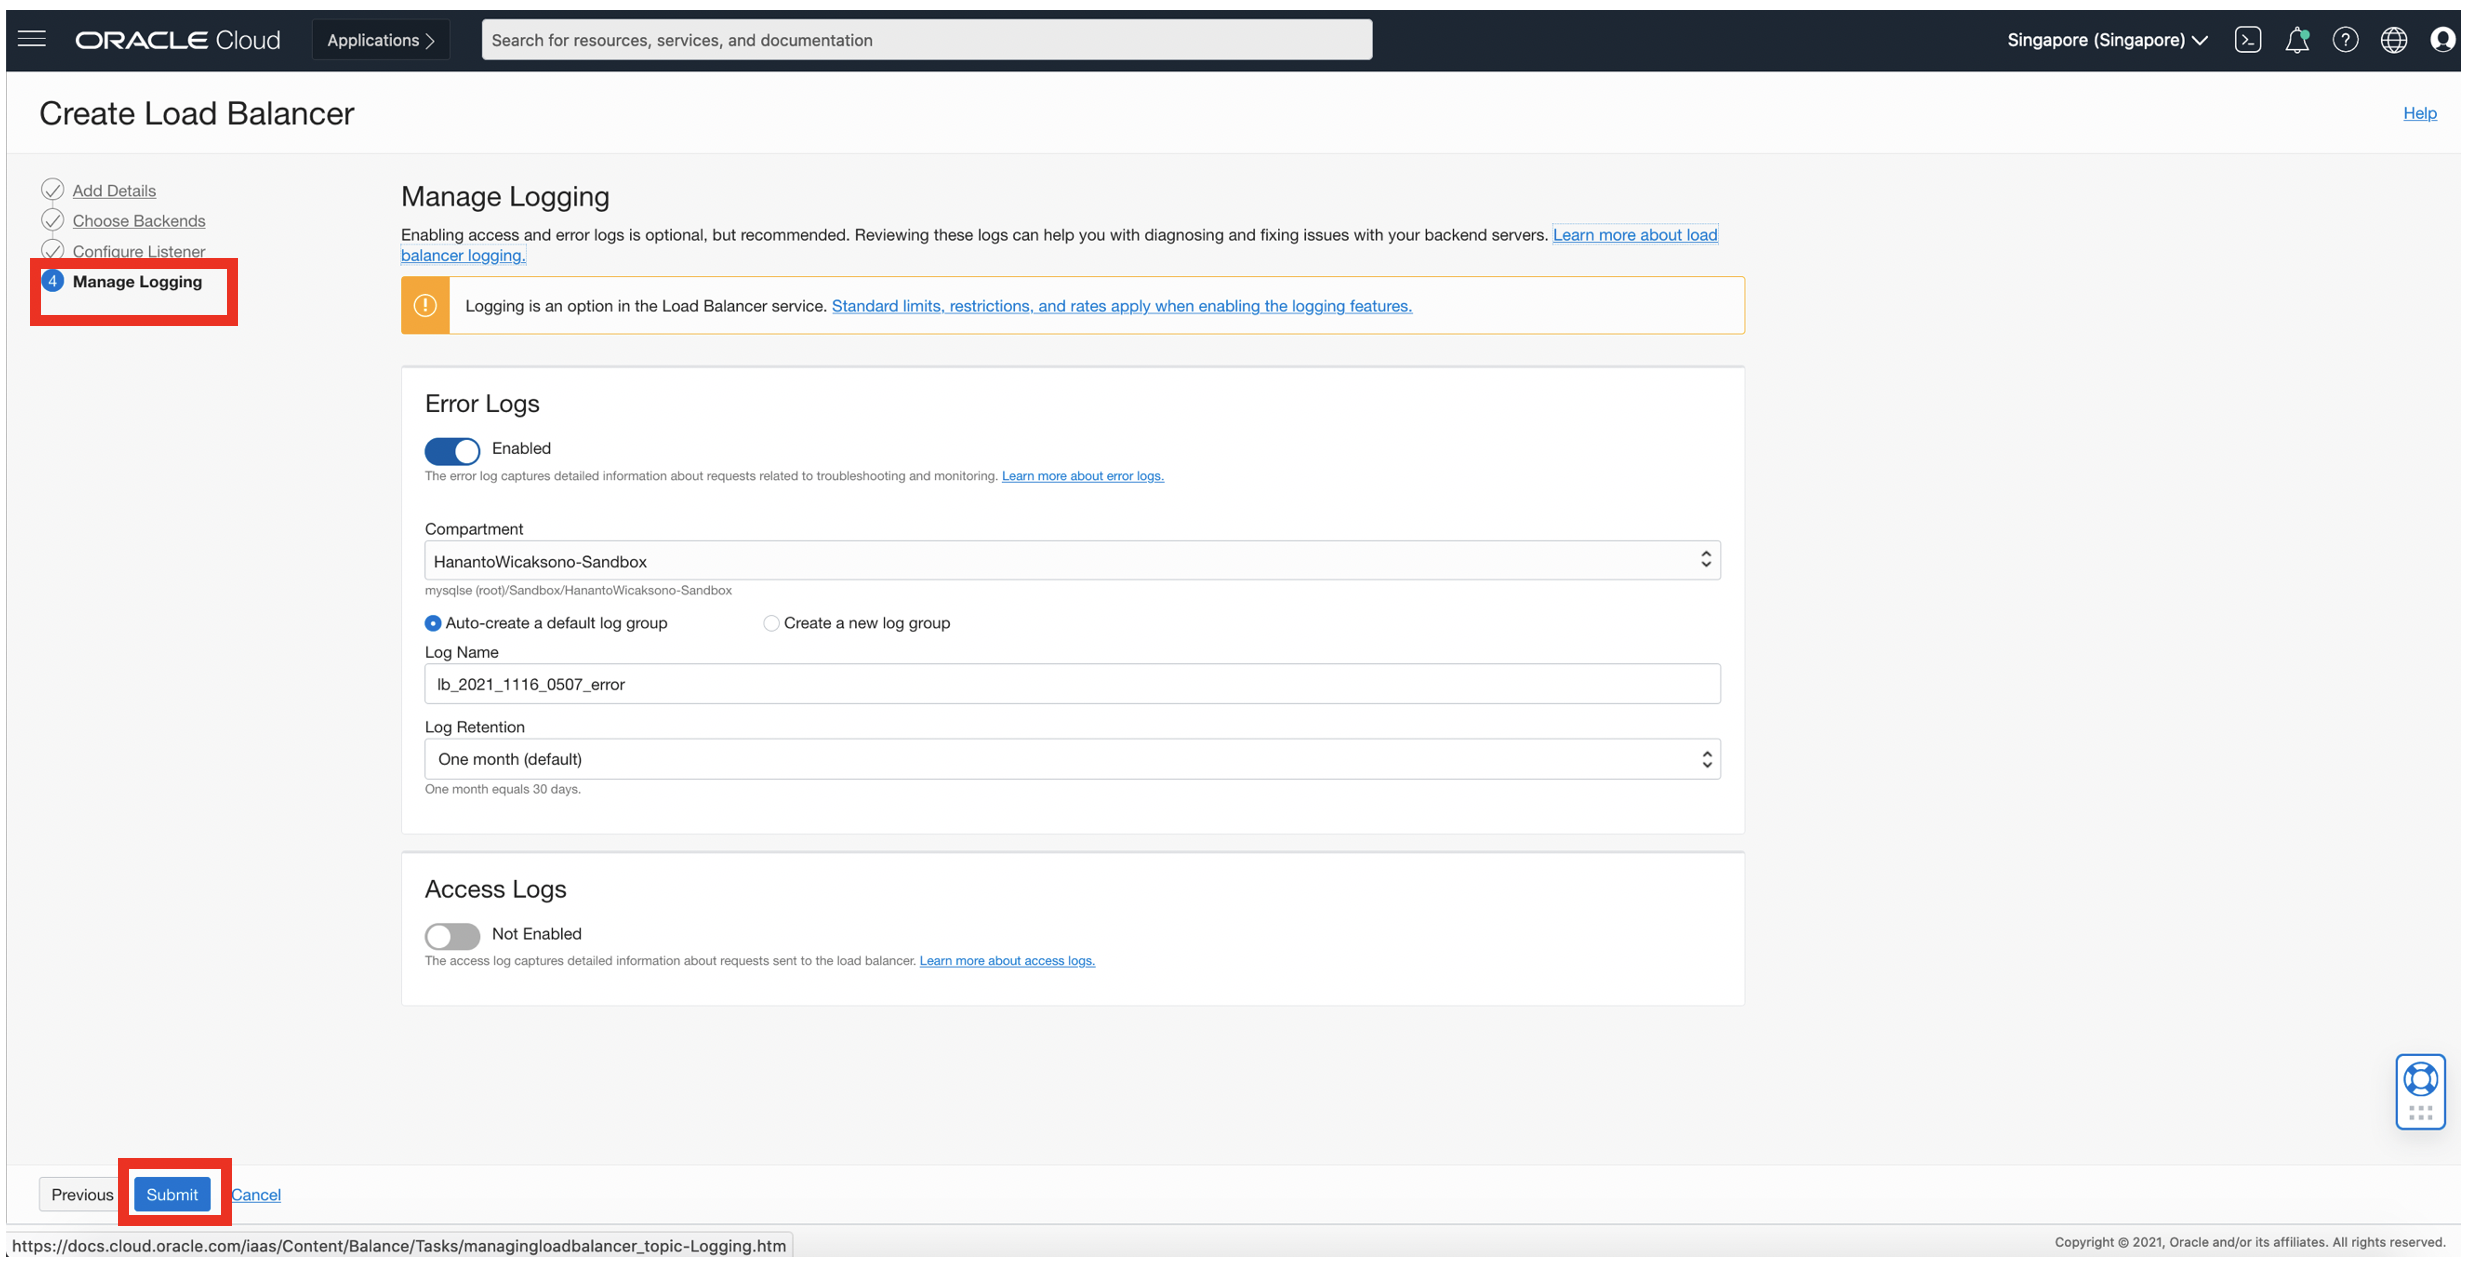 ORACLE Cloud
Applications
Search for resources, services, and documentation
Singapore (Singapore)
Create Load Balancer
Help
Add Details
Choose Backends
Configure Listener
4 Manage Logging
Manage Logging
Enabling access and error logs is optional, but recommended. Reviewing these logs can help you with diagnosing and fixing issues with your backend servers. Learn more about load
balancer logging.
Logging is an option in the Load Balancer service. Standard limits, restrictions, and rates apply when enabling the logging features.
Error Logs
Enabled
The error log captures detailed information about requests related to troubleshooting and monitoring. Learn more about error logs.
Compartment
HanantoWicaksono-Sandbox
mysqlse (root)/Sandbox/HanantoWicaksono-Sandbox
Auto-create a default log group
Create a new log group
Log Name
lb_2021_1116_0507_error
Log Retention
One month (default)
One month equals 30 days.
Access Logs
Not Enabled
The access log captures detailed information about requests sent to the load balancer. Learn more about access logs.
Previous
Submit
Cancel
https://docs.cloud.oracle.com/iaas/Content/Balance/Tasks/managingloadbalancer_topic-Logging.htm
Copyright © 2021, Oracle and/or its affiliates. All rights reserved.